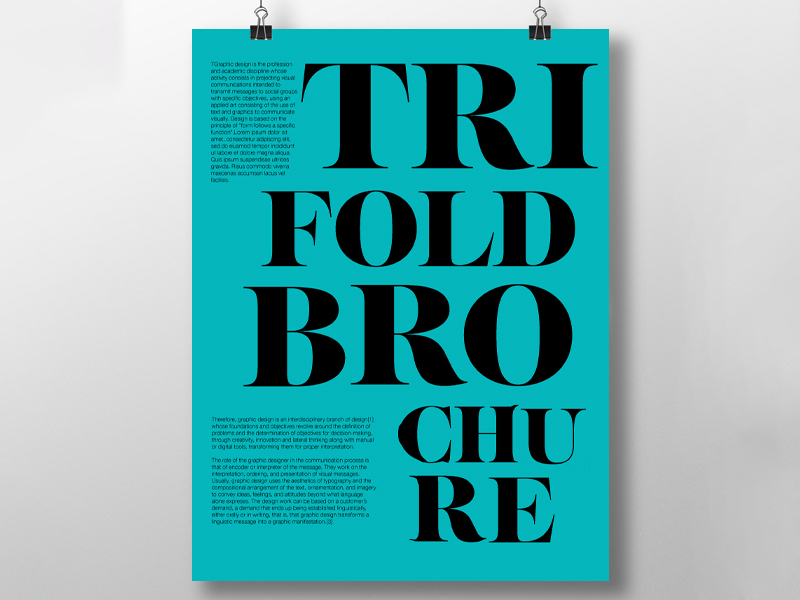 7Graphic design is the profession
and academic discipline whose
activity consists in projecting visual
communications intended to
transmit messages to social groups
with specific objectives, using an
applied art consisting of the use of
text and graphics to communicate
visually. Design is based on the
principle of "form follows a specific
function".Lorem ipsum dolor sit
amet, consectetur adipiscing elit,
sed do eiusmod tempor incididunt
ut labore et dolore magna aliqua.
Quis ipsum suspendisse ultrices
gravida. Risus commodo viverra
maecenas accumsan lacus vel
facilisis.
TRI
FOLD
BRO
CHU
RE
Therefore, graphic design is an interdisciplinary branch of design[1]
whose foundations and objectives revolve around the definition of
problems and the determination of objectives for decision-making,
through creativity, innovation and lateral thinking along with manual
or digital tools, transforming them for proper interpretation.
The role of the graphic designer in the communication process is
that of encoder or interpreter of the message. They work on the
interpretation, ordering, and presentation of visual messages.
Usually, graphic design uses the aesthetics of typography and the
compositional arrangement of the text, ornamentation, and imagery
to convey ideas, feelings, and attitudes beyond what language
alone expresses. The design work can be based on a customer's
demand, a demand that ends up being established linguistically,
either orally or in writing, that is, that graphic design transforms a
linguistic message into a graphic manifestation.[3]